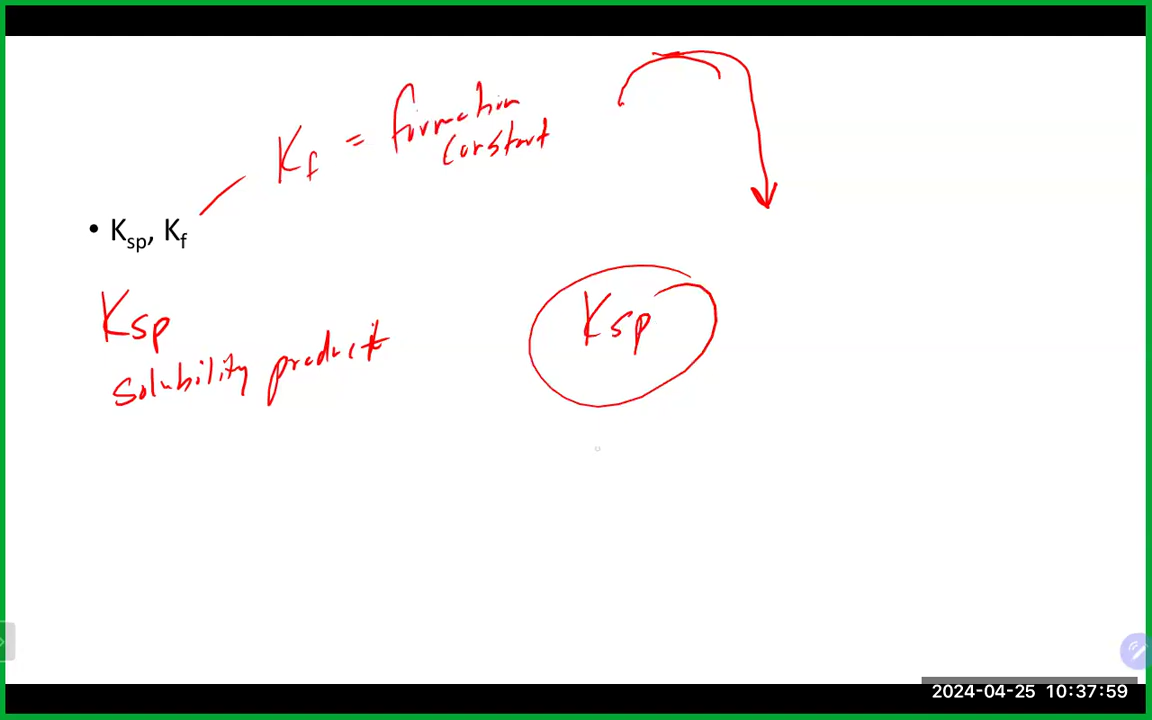 Kf = formation
constant
• Ksp, Kf
Ksp
solubility product
Ksp
2024-04-25 10:37:59